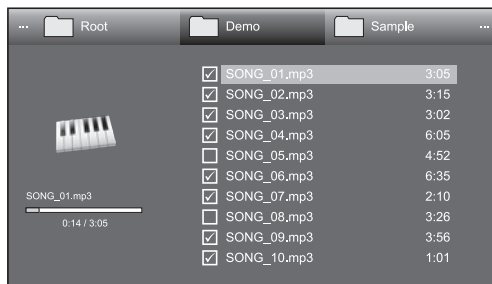 ... Root Demo Sample ...
SONG_01.mp3 3:05
SONG_02.mp3 3:15
SONG_03.mp3 3:02
SONG_04.mp3 6:05
SONG_05.mp3 4:52
SONG_06.mp3 6:35
SONG_07.mp3 2:10
SONG_08.mp3 3:26
SONG_09.mp3 3:56
SONG_10.mp3 1:01
SONG_01.mp3
0:14 / 3:05